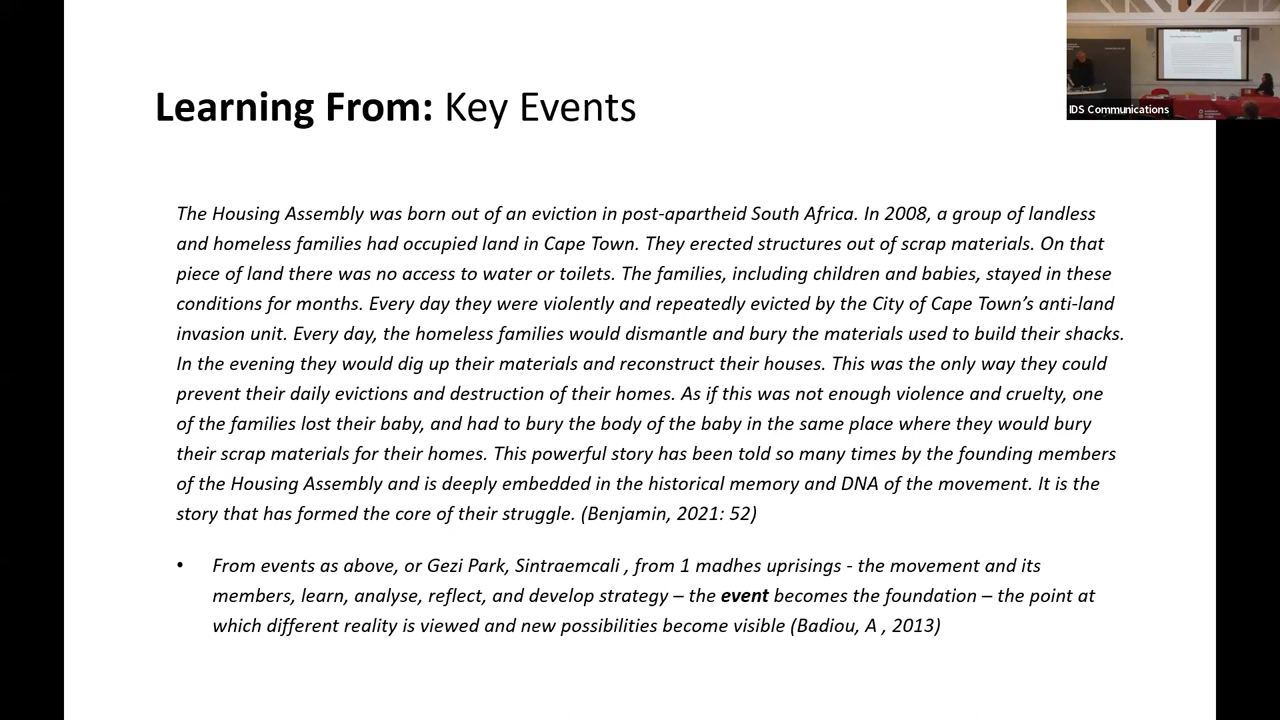 Learning From: Key Events
IDS Communications
The Housing Assembly was born out of an eviction in post-apartheid South Africa. In 2008, a group of landless
and homeless families had occupied land in Cape Town. They erected structures out of scrap materials. On that
piece of land there was no access to water or toilets. The families, including children and babies, stayed in these
conditions for months. Every day they were violently and repeatedly evicted by the City of Cape Town’s anti-land
invasion unit. Every day, the homeless families would dismantle and bury the materials used to build their shacks.
In the evening they would dig up their materials and reconstruct their houses. This was the only way they could
prevent their daily evictions and destruction of their homes. As if this was not enough violence and cruelty, one
of the families lost their baby, and had to bury the body of the baby in the same place where they would bury
their scrap materials for their homes. This powerful story has been told so many times by the founding members
of the Housing Assembly and is deeply embedded in the historical memory and DNA of the movement. It is the
story that has formed the core of their struggle. (Benjamin, 2021: 52)
• From events as above, or Gezi Park, Sintraemcali , from 1 madhes uprisings - the movement and its
members, learn, analyse, reflect, and develop strategy – the event becomes the foundation – the point at
which different reality is viewed and new possibilities become visible (Badiou, A , 2013)